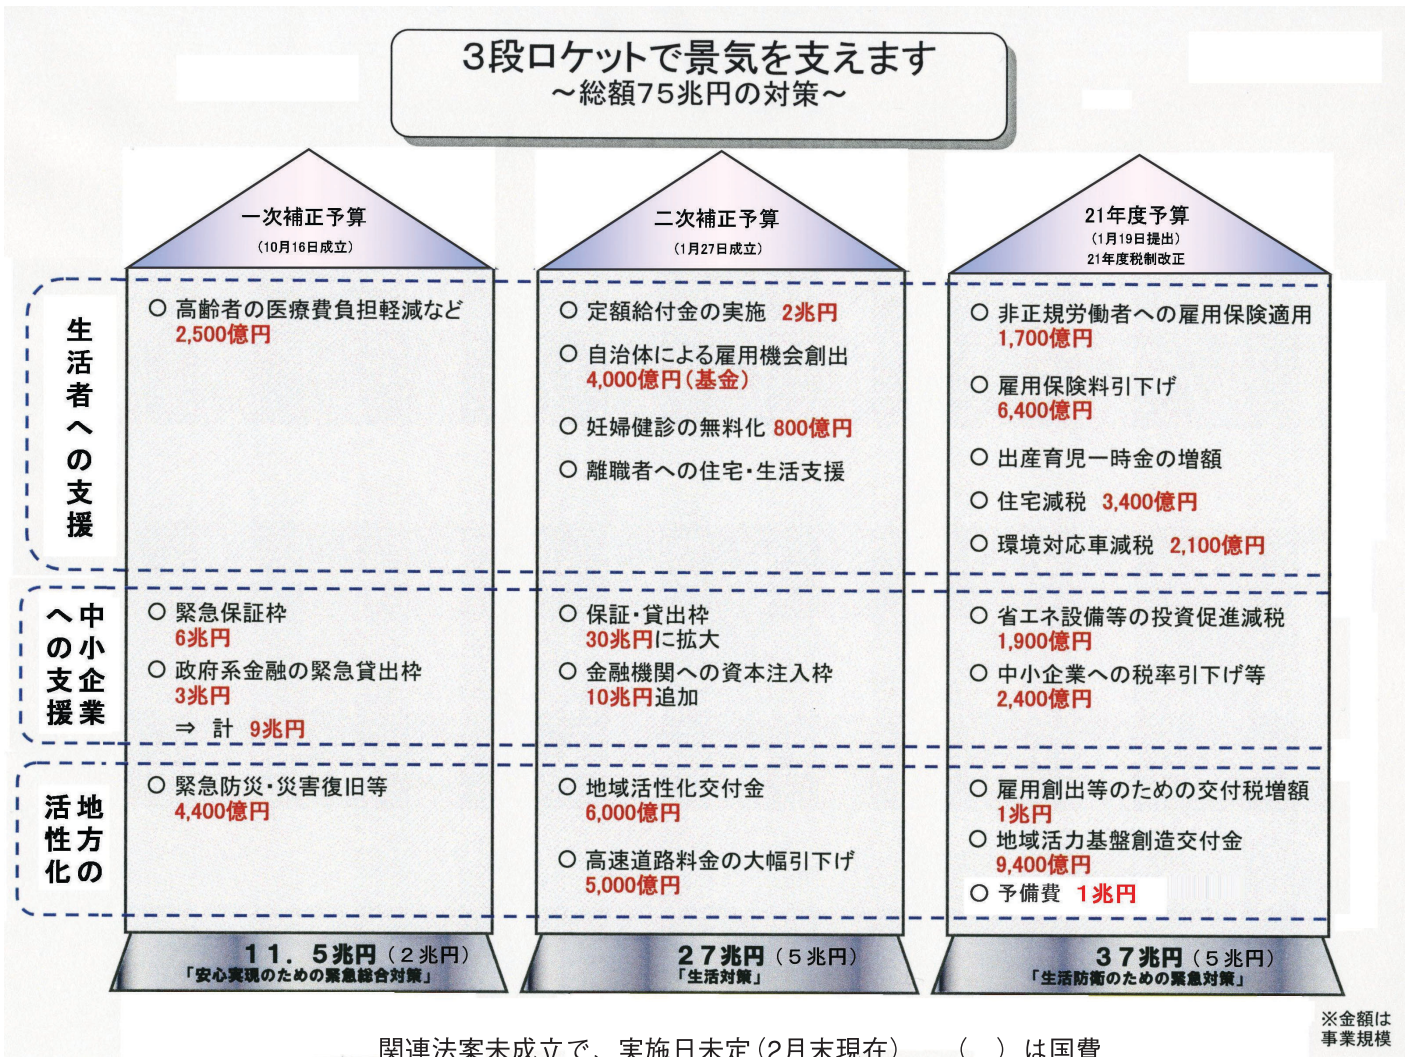 3段ロケットで景気を支えます
～総額75兆円の対策～
一次補正予算
(10月16日成立)
二次補正予算
(1月27日成立)
21年度予算
(1月19日提出)
21年度税制改正
生活者への支援
○ 高齢者の医療費負担軽減など
2,500億円
○ 定額給付金の実施 2兆円
○ 自治体による雇用機会創出
4,000億円(基金)
○ 妊婦健診の無料化 800億円
○ 離職者への住宅・生活支援
○ 非正規労働者への雇用保険適用
1,700億円
○ 雇用保険料引下げ
6,400億円
○ 出産育児一時金の増額
○ 住宅減税 3,400億円
○ 環境対応車減税 2,100億円
中小企業
への支援
○ 緊急保証枠
6兆円
○ 政府系金融の緊急貸出枠
3兆円
⇒ 計 9兆円
○ 保証・貸出枠
30兆円に拡大
○ 金融機関への資本注入枠
10兆円追加
○ 省エネ設備等の投資促進減税
1,900億円
○ 中小企業への税率引下げ等
2,400億円
地方の
活性化
○ 緊急防災・災害復旧等
4,400億円
○ 地域活性化交付金
6,000億円
○ 高速道路料金の大幅引下げ
5,000億円
○ 雇用創出等のための交付税増額
1兆円
○ 地域活力基盤創造交付金
9,400億円
○ 予備費 1兆円
11.5兆円(2兆円)
「安心実現のための緊急総合対策」
27兆円(5兆円)
「生活対策」
37兆円(5兆円)
「生活防衛のための緊急対策」
※金額は
事業規模
関連法案未成立で、実施日未定(2月末現在) ( )は国費